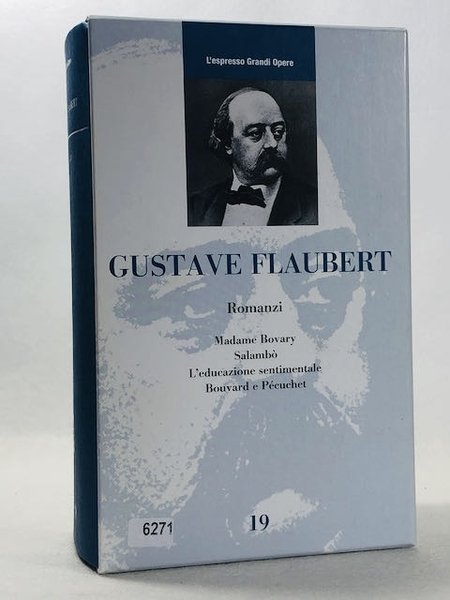 L'espresso Grandi Opere
GUSTAVE FLAUBERT
Romanzi
Madame Bovary
Salambò
L'educazione sentimentale
Bouvard e Pécuchet
6271
19